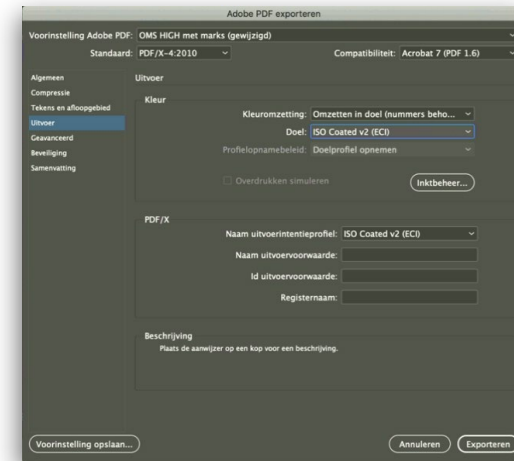 Adobe PDF exporteren
Voorinstelling Adobe PDF: OMS HIGH met marks (gewijzigd)
Standaard: PDF/X-4:2010 Compatibiliteit: Acrobat 7 (PDF 1.6)
Algemeen
Compressie
Tekens en afloopgebied
Uitvoer
Geavanceerd
Beveiliging
Samenvatting
Uitvoer
Kleur
Kleuromzetting: Omzetten in doel (nummers beho...
Doel: ISO Coated v2 (ECI)
Profielopnamebeleid: Doelprofiel opnemen
Overdrukken simuleren Inktbeheer...
PDF/X
Naam uitvoerintentieprofiel: ISO Coated v2 (ECI)
Naam uitvoervoorwaarde:
Id uitvoervoorwaarde:
Registernaam:
Beschrijving
Plaats de aanwijzer op een kop voor een beschrijving.
Voorinstelling opslaan... Annuleren Exporteren